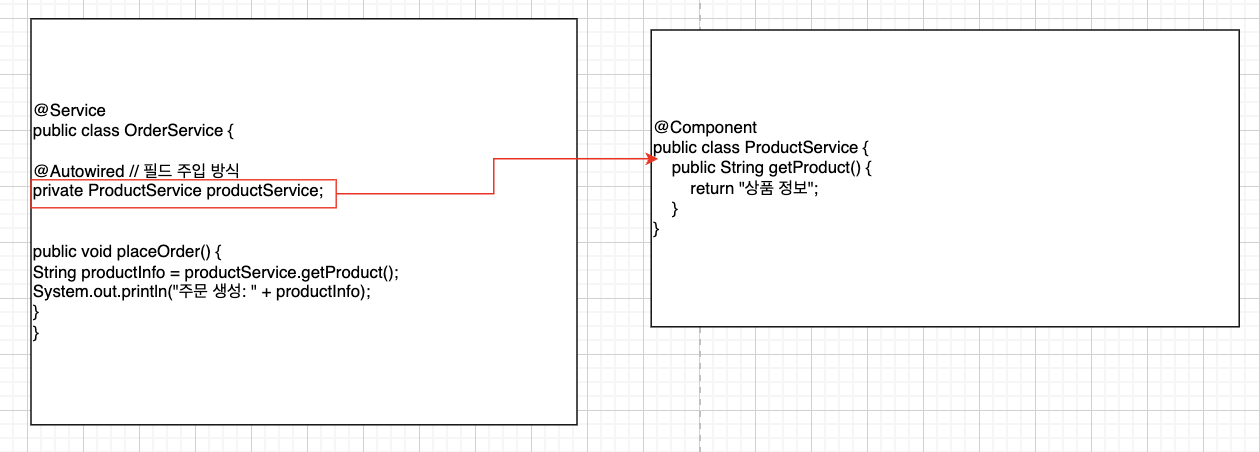 @Service
public class OrderService {
@Autowired // 필드 주입 방식
private ProductService productService;
public void placeOrder() {
String productInfo = productService.getProduct();
System.out.println("주문 생성: " + productInfo);
}
}
@Component
public class ProductService {
public String getProduct() {
return "상품 정보";
}
}